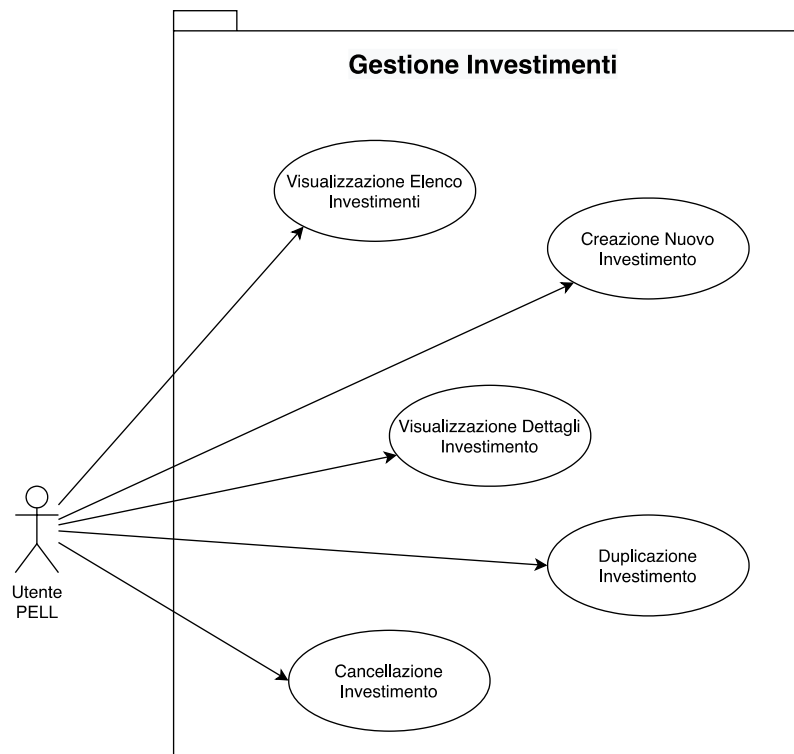 Gestione Investimenti
Visualizzazione Elenco
Investimenti
Creazione Nuovo
Investimento
Visualizzazione Dettagli
Investimento
Duplicazione
Investimento
Utente
PELL
Cancellazione
Investimento